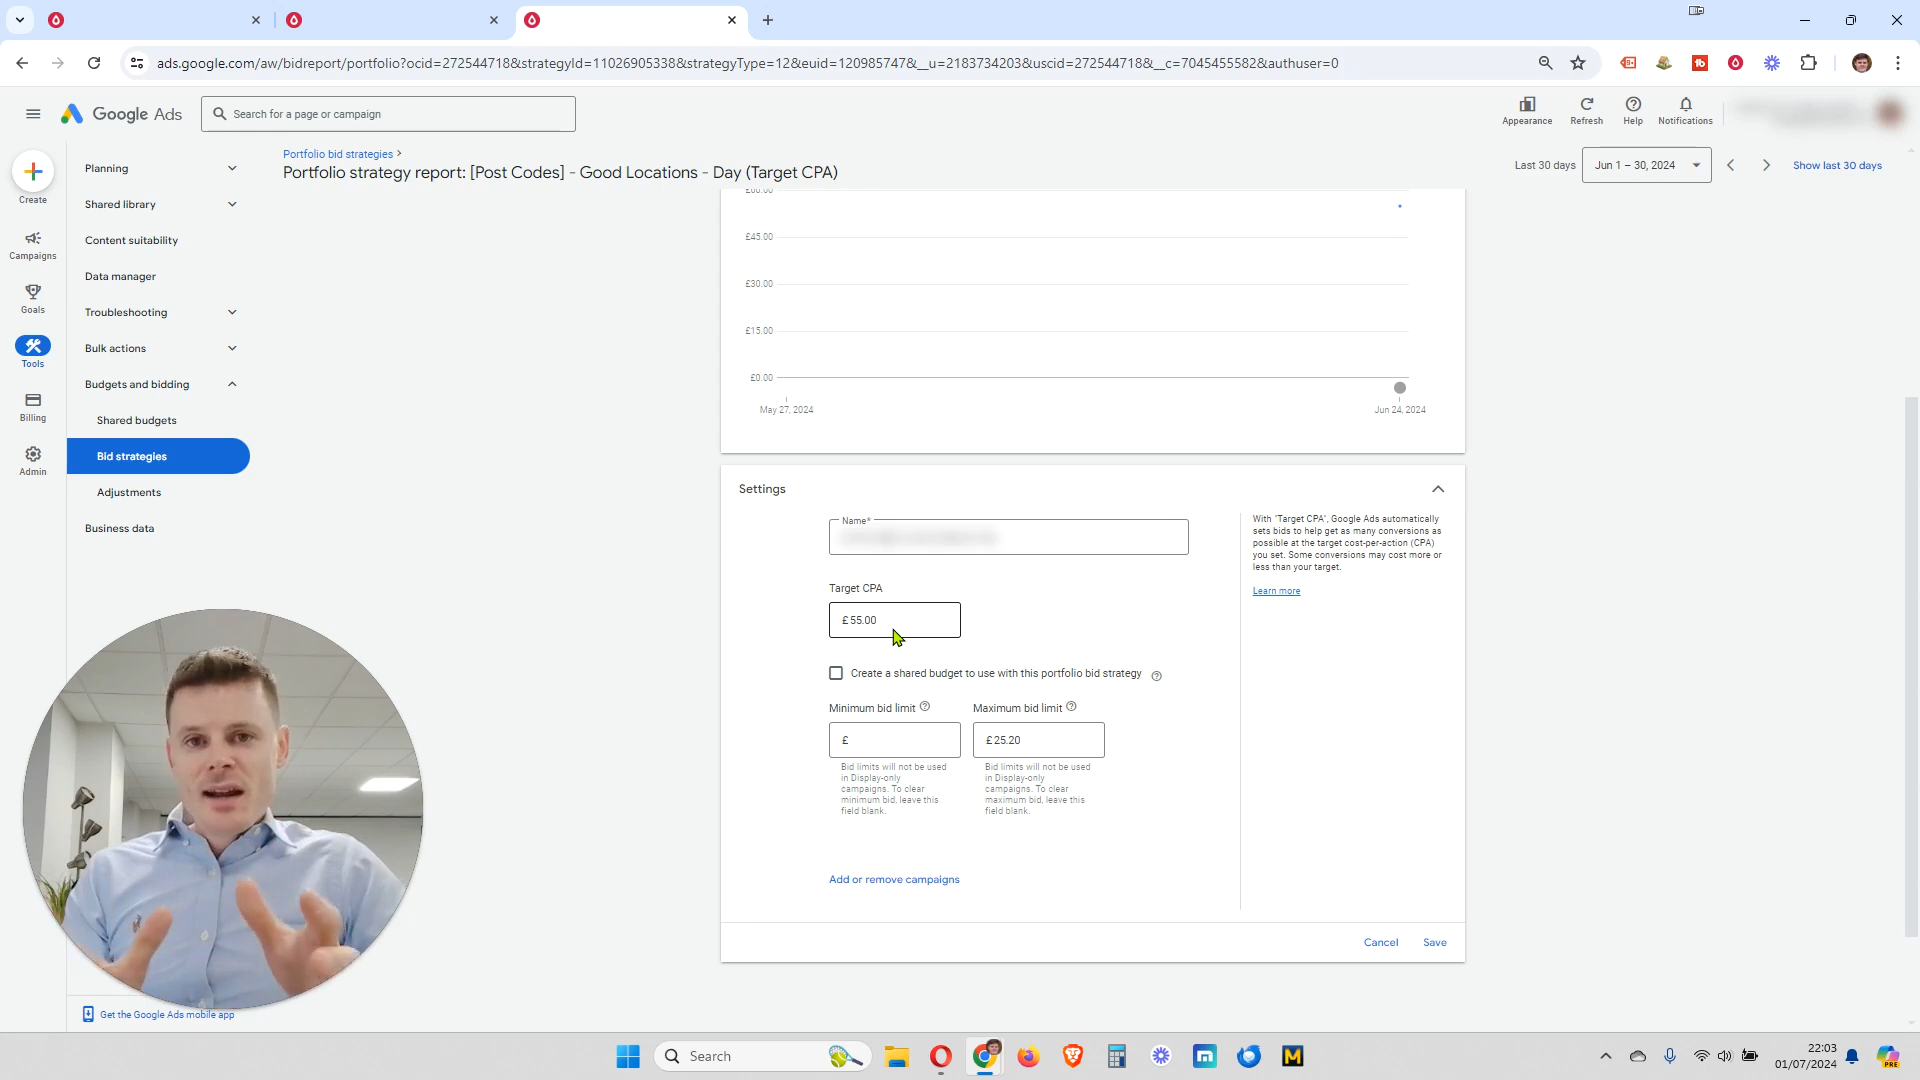 ads.google.com/aw/bidreport/portfolio?ocid=272544718&strategyId=11026905338&strategyType=12&euid=120985747&__u=2183734203&uscid=272544718&__c=7045455582&authuser=0
Google Ads
Search for a page or campaign
Appearance
Refresh
Help
Notifications
Create
Campaigns
Goals
Tools
Billing
Admin
Planning
Shared library
Content suitability
Data manager
Troubleshooting
Bulk actions
Budgets and bidding
Shared budgets
Bid strategies
Adjustments
Business data
Get the Google Ads mobile app
Portfolio bid strategies
Portfolio strategy report: [Post Codes] - Good Locations - Day (Target CPA)
Last 30 days
Jun 1 – 30, 2024
Show last 30 days
£60.00
£45.00
£30.00
£15.00
£0.00
May 27, 2024
Jun 24, 2024
Settings
Name*
Target CPA
£ 55.00
Create a shared budget to use with this portfolio bid strategy
Minimum bid limit
Maximum bid limit
£
£ 25.20
Bid limits will not be used
in Display-only
campaigns. To clear
minimum bid, leave this
field blank.
Bid limits will not be used
in Display-only
campaigns. To clear
maximum bid, leave this
field blank.
Add or remove campaigns
With "Target CPA", Google Ads automatically
sets bids to help get as many conversions as
possible at the target cost-per-action (CPA)
you set. Some conversions may cost more or
less than your target.
Learn more
Cancel
Save
Search
22:03
01/07/2024
PRE